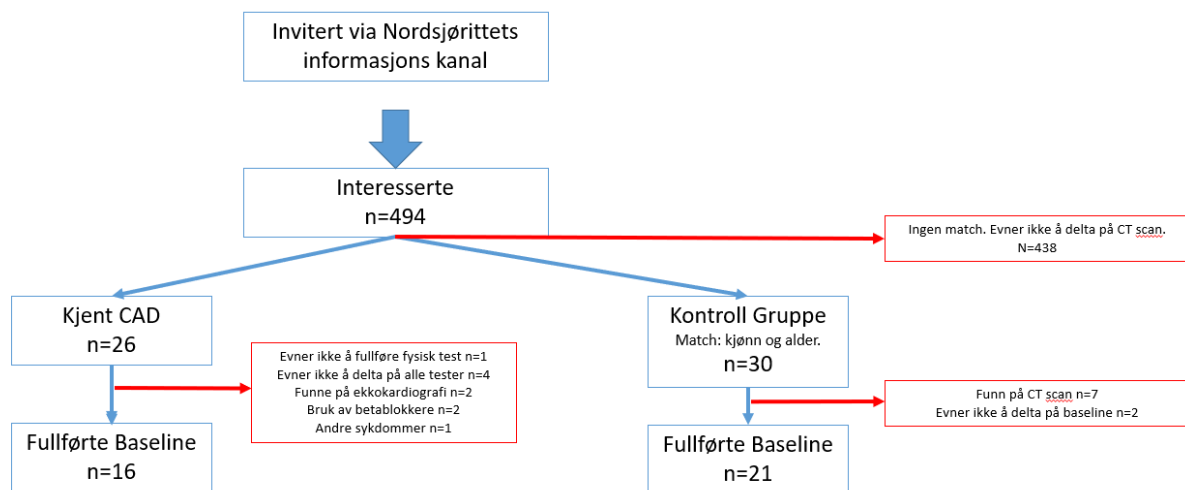 Invitert via Nordsjørittets
informasjons kanal
Interesserte
n=494
Ingen match. Evner ikke å delta på CT scan.
N=438
Kjent CAD
n=26
Kontroll Gruppe
Match: kjønn og alder.
n=30
Evner ikke å fullføre fysisk test n=1
Evner ikke å delta på alle tester n=4
Funne på ekkokardiografi n=2
Bruk av betablokkere n=2
Andre sykdommer n=1
Funn på CT scan n=7
Evner ikke å delta på baseline n=2
Fullførte Baseline
n=16
Fullførte Baseline
n=21